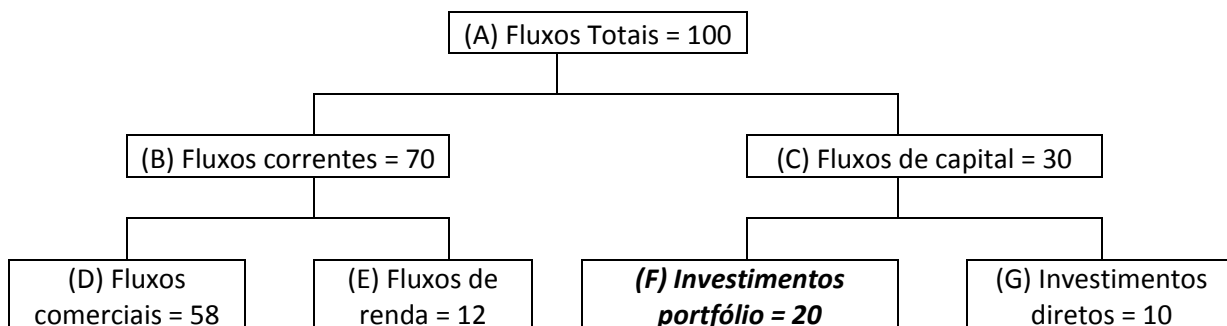 (A) Fluxos Totais = 100
(B) Fluxos correntes = 70
(C) Fluxos de capital = 30
(D) Fluxos
comerciais = 58
(E) Fluxos de
renda = 12
(F) Investimentos
portfólio = 20
(G) Investimentos
diretos = 10